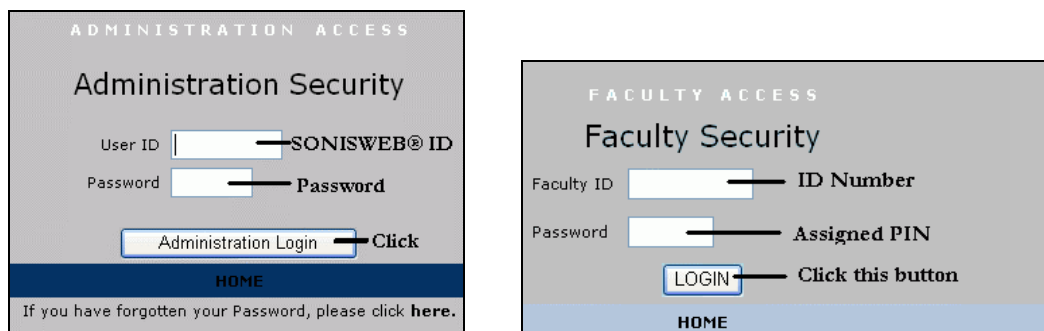 ADMINISTRATION ACCESS
Administration Security
User ID SONISWEB® ID
Password Password
Administration Login Click
HOME
If you have forgotten your Password, please click here.
FACULTY ACCESS
Faculty Security
Faculty ID ID Number
Password Assigned PIN
LOGIN Click this button
HOME